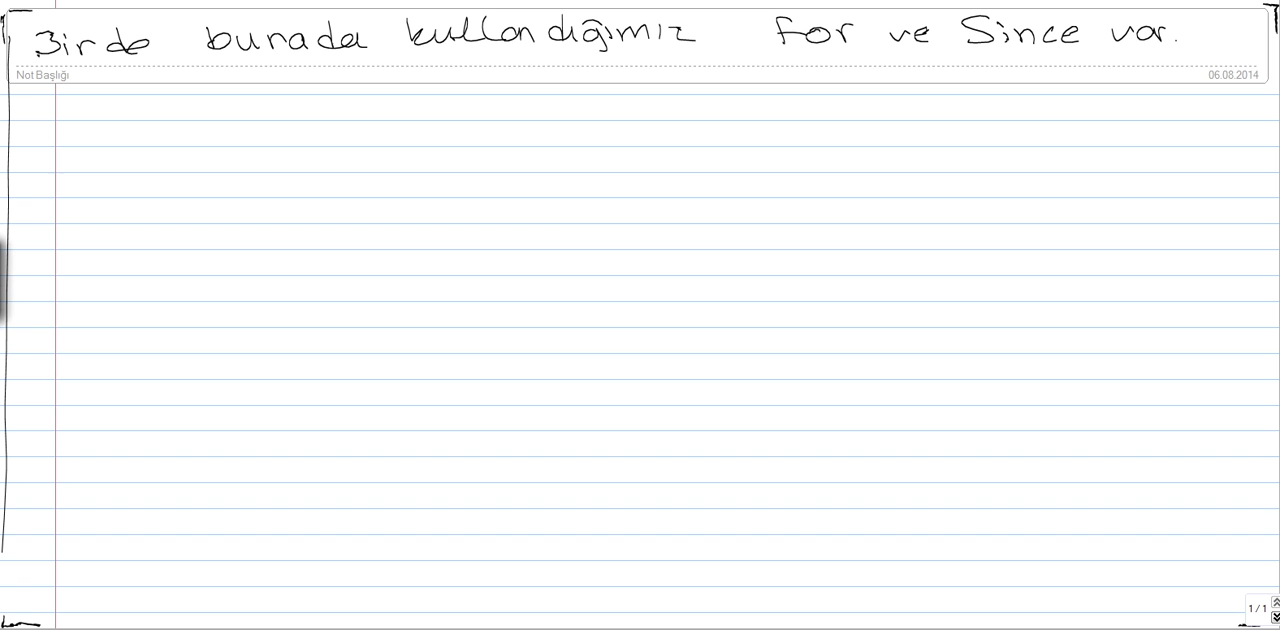 Birde burada kullandığımız For ve Since var.
Not Başlığı
06.08.2014
1 / 1